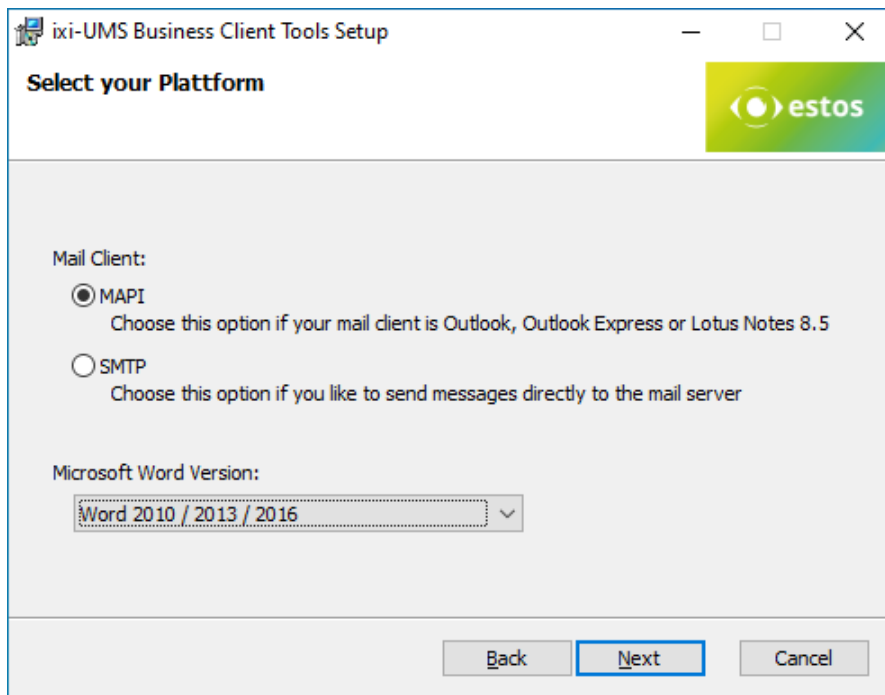 ixi-UMS Business Client Tools Setup
Select your Plattform
estos
Mail Client:
MAPI
Choose this option if your mail client is Outlook, Outlook Express or Lotus Notes 8.5
SMTP
Choose this option if you like to send messages directly to the mail server
Microsoft Word Version:
Word 2010 / 2013 / 2016
Back Next Cancel